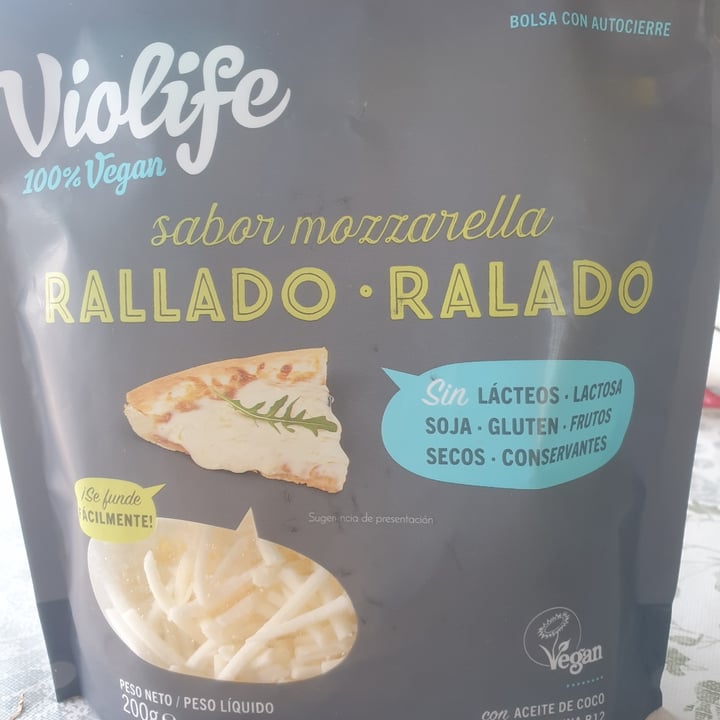 BOLSA CON AUTOCIERRE
Violife
100% Vegan
sabor mozzarella
RALLADO • RALADO
Sin LÁCTEOS • LACTOSA
SOJA • GLUTEN • FRUTOS
SECOS • CONSERVANTES
¡Se funde
FÁCILMENTE!
Sugerencia de presentación
Vegan
PESO NETO / PESO LÍQUIDO
200g
con ACEITE DE COCO
B12